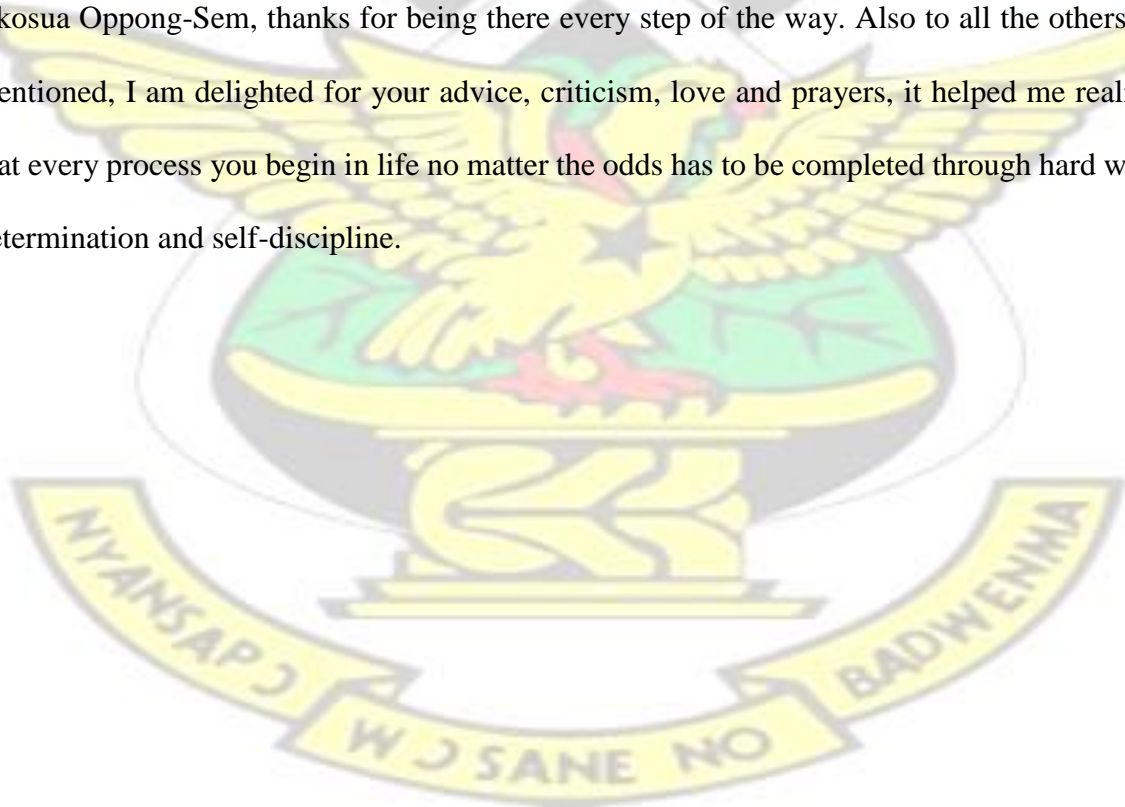 kosua Oppong-Sem, thanks for being there every step of the way. Also to all the others
entioned, I am delighted for your advice, criticism, love and prayers, it helped me reali
at every process you begin in life no matter the odds has to be completed through hard w
etermination and self-discipline.
NYANSAPƆ
WƆSANE NO
BADWENMA